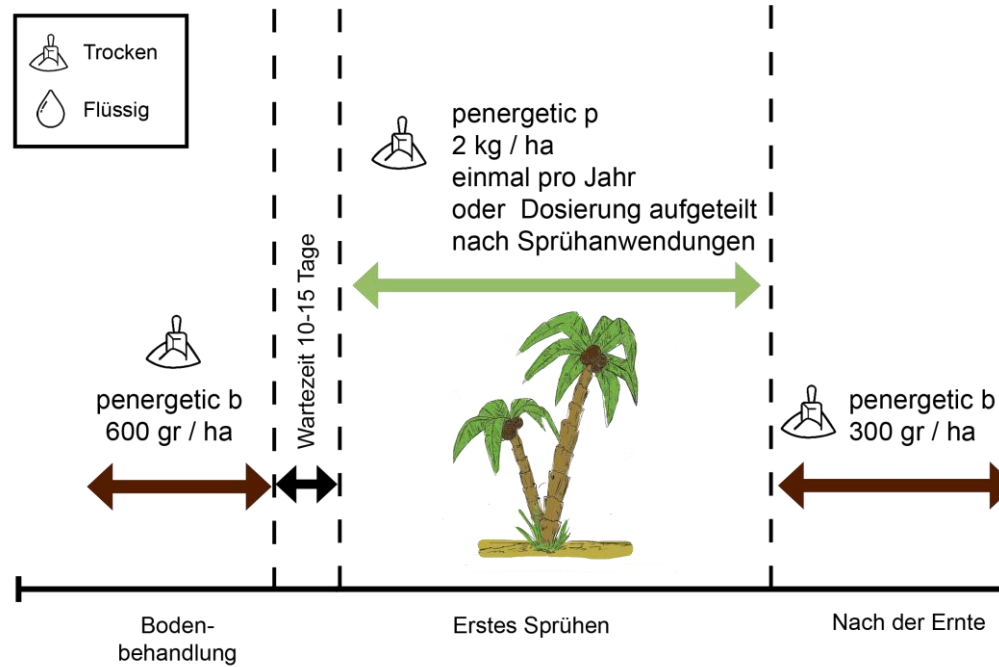 Trocken
Flüssig
penergetic p
2 kg / ha
einmal pro Jahr
oder Dosierung aufgeteilt
nach Sprühanwendungen
Wartezeit 10-15 Tage
penergetic b
600 gr / ha
penergetic b
300 gr / ha
Boden-
behandlung
Erstes Sprühen
Nach der Ernte